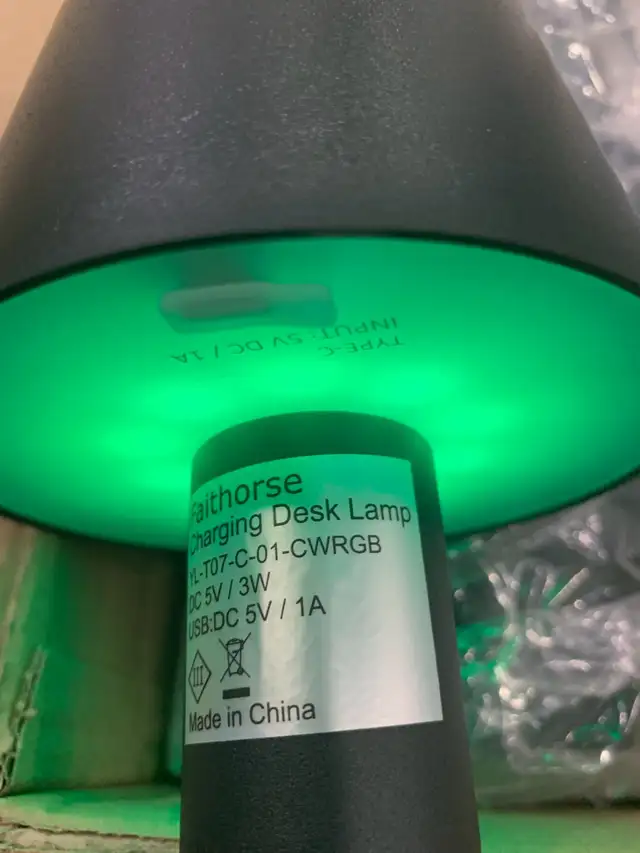 TYPE-C
INPUT: 5V DC / 1A
Faithorse
Charging Desk Lamp
YL-T07-C-01-CWRGB
DC 5V / 3W
USB:DC 5V / 1A
III
Made in China